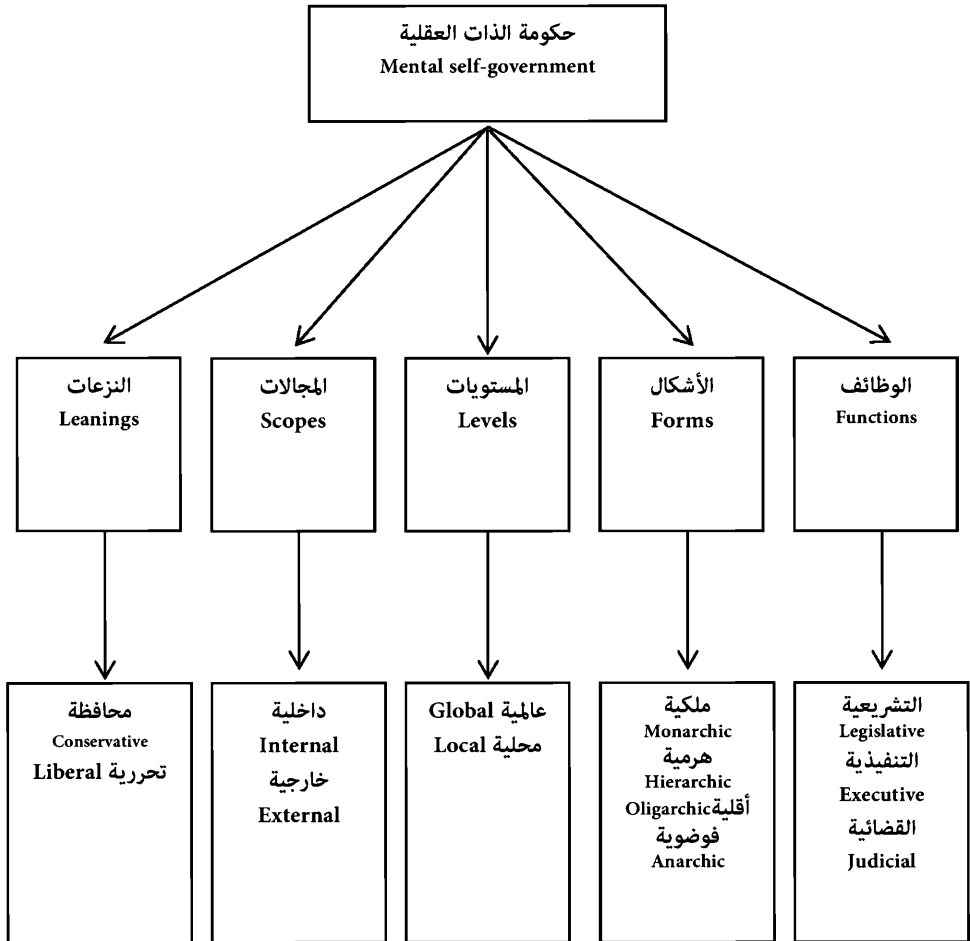 حكومة الذات العقلية
Mental self-government
الوظائف
Functions
الأشكال
Forms
المستويات
Levels
المجالات
Scopes
النزعات
Leanings
التشريعية
Legislative
التنفيذية
Executive
القضائية
Judicial
ملكية
Monarchic
هرمية
Hierarchic
أقلية Oligarchic
فوضوية
Anarchic
عالمية Global
محلية Local
داخلية
Internal
خارجية
External
محافظة
Conservative
تحررية Liberal